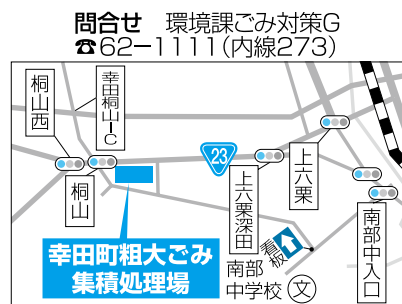 問合せ 環境課ごみ対策G
☎62−1111(内線273)
桐山西
幸田桐山IC
桐山
23
上六栗深田
上六栗
南部中入口
看板
南部
中学校
文
幸田町粗大ごみ
集積処理場